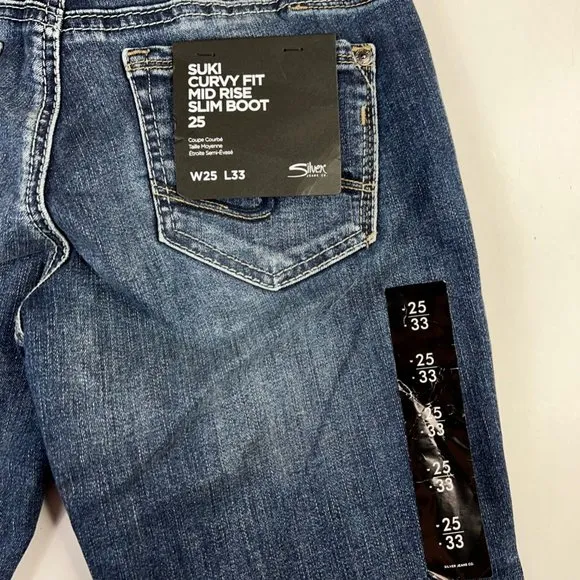 SUKI
CURVY FIT
MID RISE
SLIM BOOT
25
Coupe Courbé
Taille Moyenne
Étroite Semi-Évasé
W25 L33
Silver
JEANS CO.
25
33
25
33
25
33
25
33
25
33
SILVER JEANS CO.